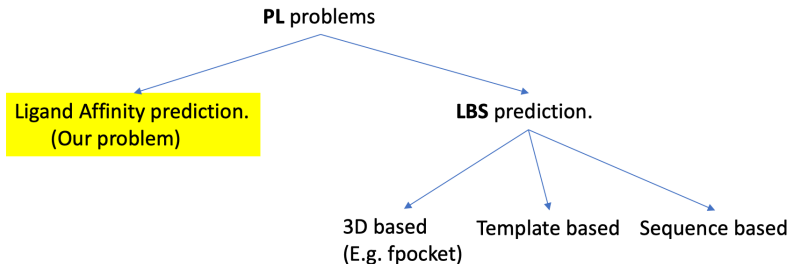 PL problems
Ligand Affinity prediction.
(Our problem)
LBS prediction.
3D based
(E.g. fpocket)
Template based
Sequence based